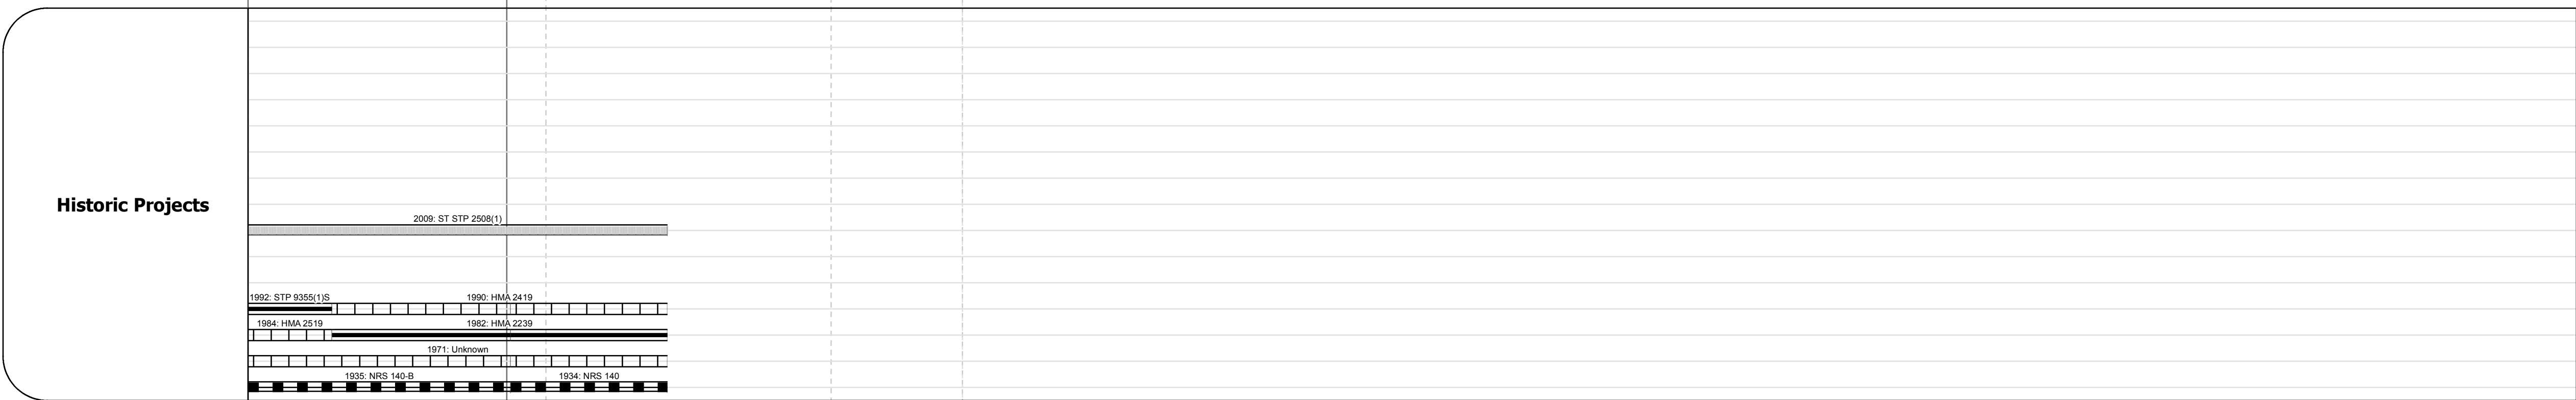 Historic Projects
2009: ST STP 2508(1)
1992: STP 9355(1)S
1990: HMA 2419
1984: HMA 2519
1982: HMA 2239
1971: Unknown
1935: NRS 140-B
1934: NRS 140